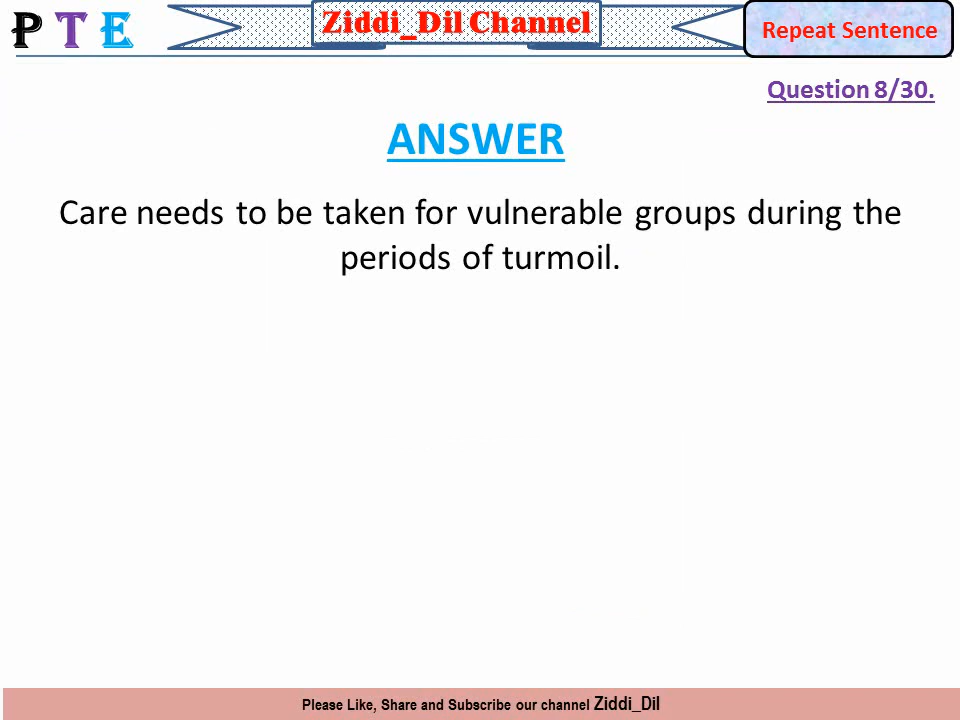 PTE
Ziddi_Dil Channel
Repeat Sentence
Question 8/30.
ANSWER
Care needs to be taken for vulnerable groups during the
periods of turmoil.
Please Like, Share and Subscribe our channel Ziddi_Dil